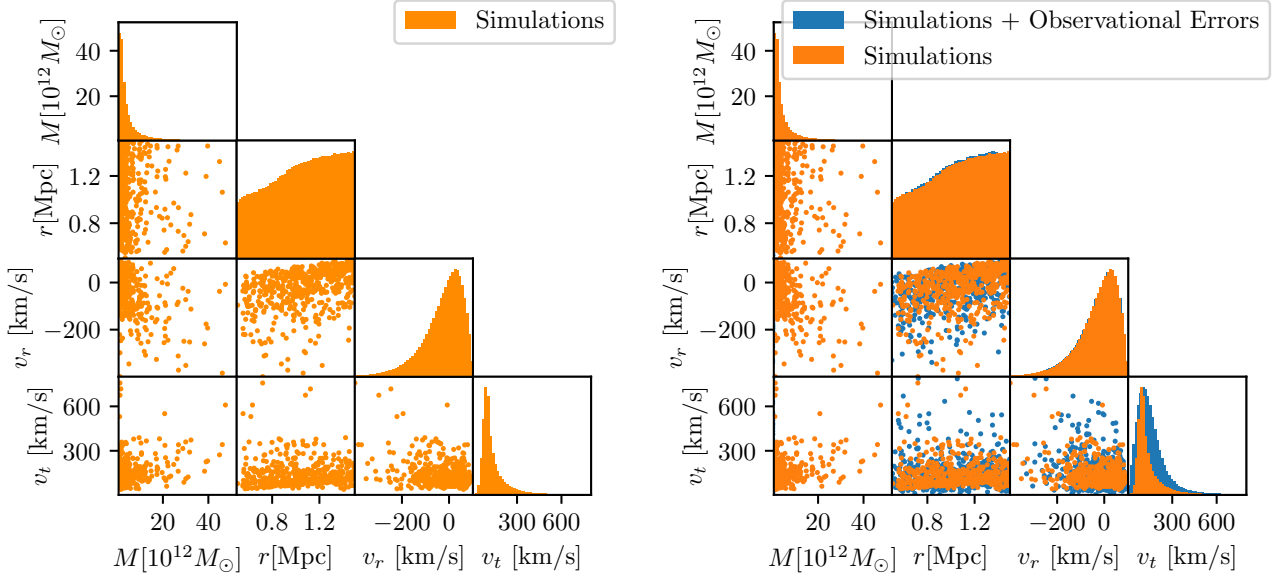 Simulations
M[10^{12}M_⊙]
40
20
r[Mpc]
1.2
0.8
v_r [km/s]
0
−200
v_t [km/s]
600
300
20 40
0.8 1.2
−200 0
300 600
M[10^{12}M_⊙] r[Mpc] v_r [km/s] v_t [km/s]
Simulations + Observational Errors
Simulations
M[10^{12}M_⊙]
40
20
r[Mpc]
1.2
0.8
v_r [km/s]
0
−200
v_t [km/s]
600
300
20 40
0.8 1.2
−200 0
300 600
M[10^{12}M_⊙] r[Mpc] v_r [km/s] v_t [km/s]